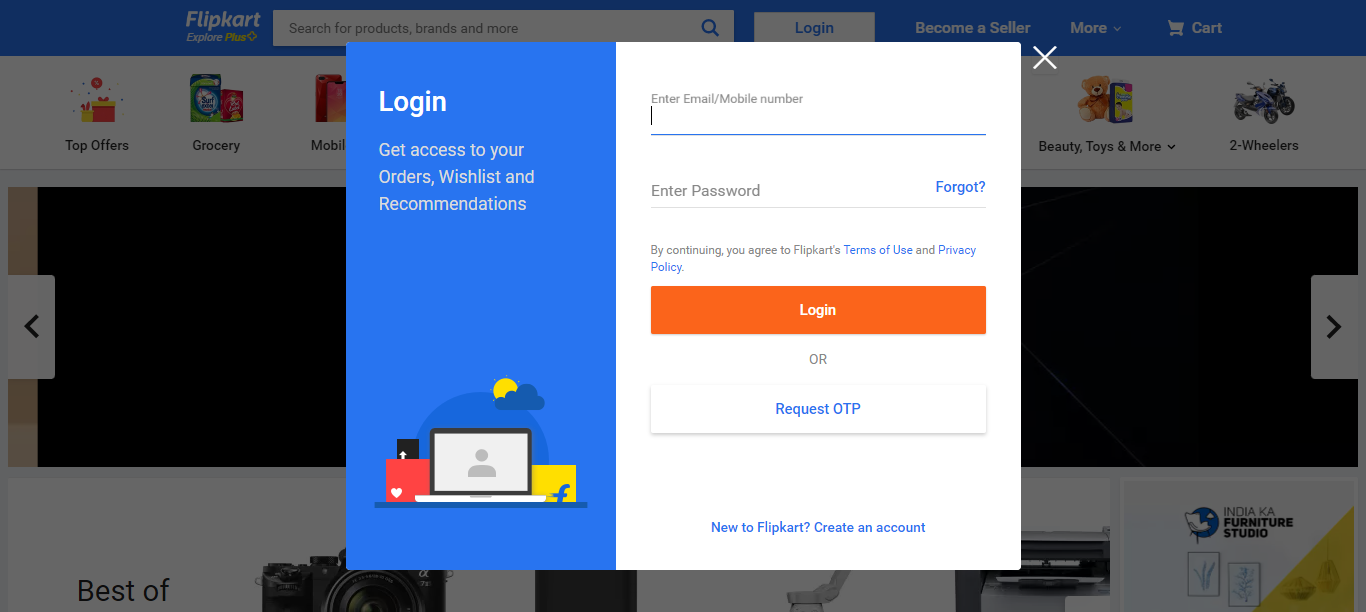 Flipkart
Explore Plus
Search for products, brands and more
Login
Become a Seller
More
Cart
Top Offers
Grocery
Beauty, Toys & More
2-Wheelers
Login
Get access to your
Orders, Wishlist and
Recommendations
Enter Email/Mobile number
Enter Password
Forgot?
By continuing, you agree to Flipkart's Terms of Use and Privacy
Policy.
Login
OR
Request OTP
New to Flipkart? Create an account
Best of
INDIA KA
FURNITURE
STUDIO